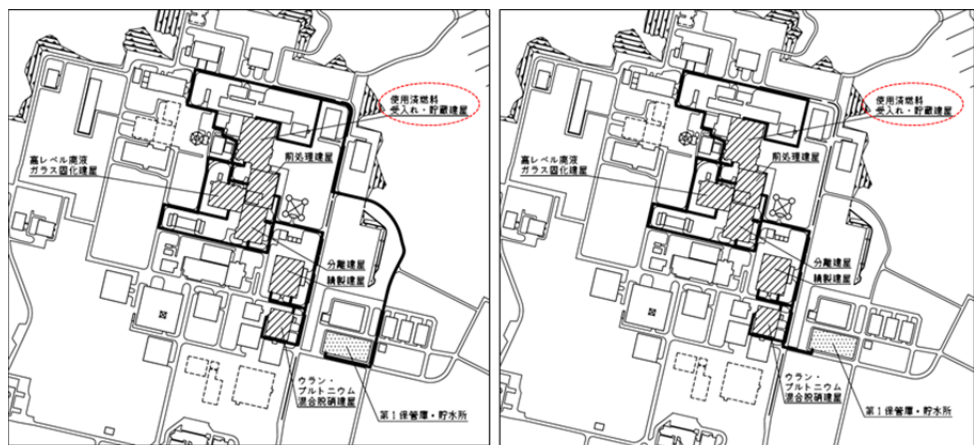 使用済燃料
受入れ・貯蔵建屋
前処理建屋
高レベル廃液
ガラス固化建屋
分離建屋
精製建屋
ウラン・
プルトニウム
混合脱硝建屋
第1保管庫・貯水所
使用済燃料
受入れ・貯蔵建屋
前処理建屋
高レベル廃液
ガラス固化建屋
分離建屋
精製建屋
ウラン・
プルトニウム
混合脱硝建屋
第1保管庫・貯水所